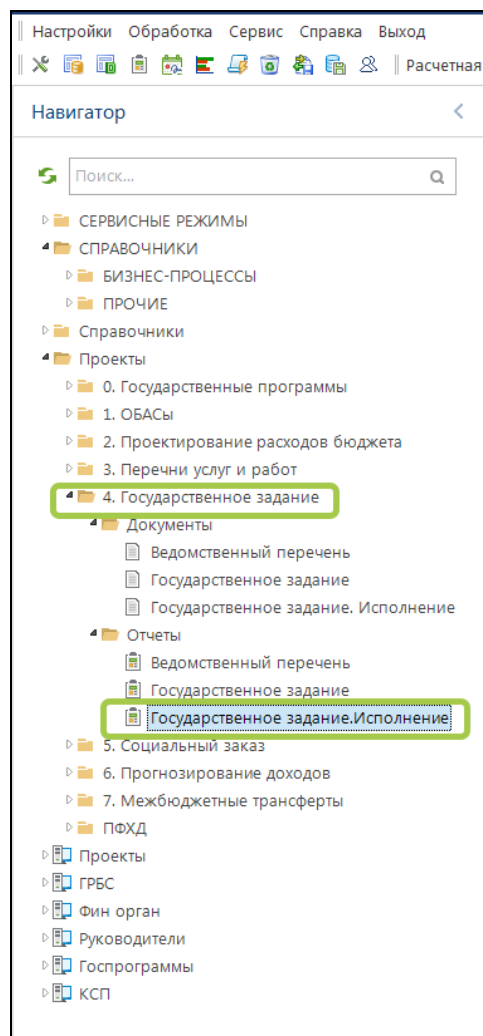 Настройки Обработка Сервис Справка Выход
Расчетная
Навигатор
Поиск...
СЕРВИСНЫЕ РЕЖИМЫ
СПРАВОЧНИКИ
БИЗНЕС-ПРОЦЕССЫ
ПРОЧИЕ
Справочники
Проекты
0. Государственные программы
1. ОБАСы
2. Проектирование расходов бюджета
3. Перечни услуг и работ
4. Государственное задание
Документы
Ведомственный перечень
Государственное задание
Государственное задание. Исполнение
Отчеты
Ведомственный перечень
Государственное задание
Государственное задание.Исполнение
5. Социальный заказ
6. Прогнозирование доходов
7. Межбюджетные трансферты
ПФХД
Проекты
ГРБС
Фин орган
Руководители
Госпрограммы
КСП